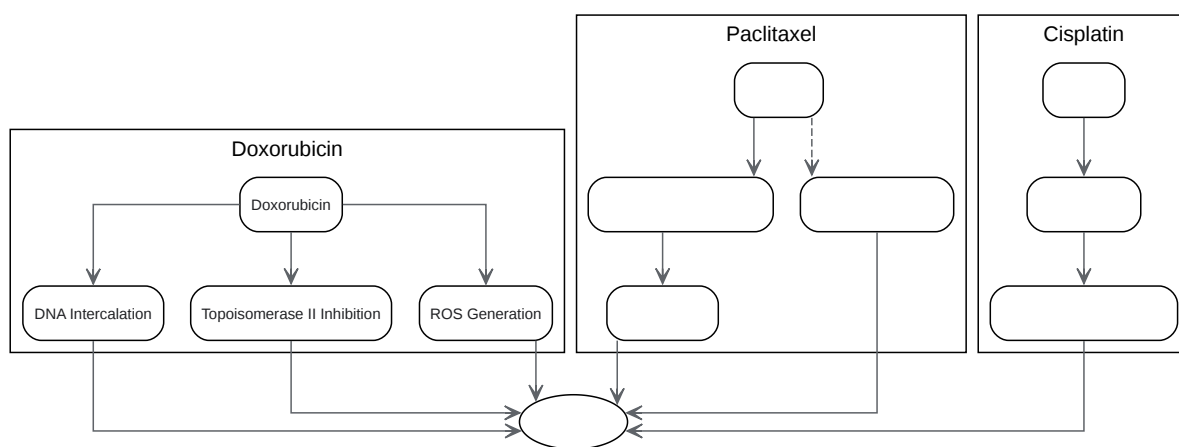 Paclitaxel
Cisplatin
Doxorubicin
Doxorubicin
DNA Intercalation
Topoisomerase II Inhibition
ROS Generation